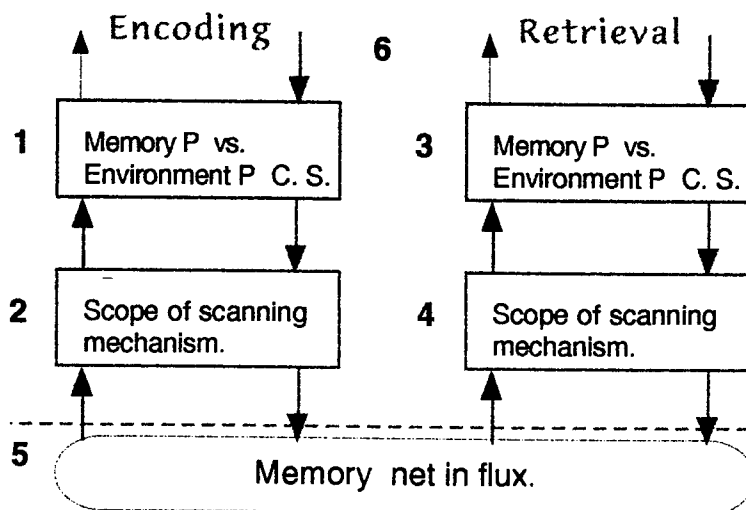 Encoding
6
Retrieval
1
Memory P vs.
Environment P C. S.
3
Memory P vs.
Environment P C. S.
2
Scope of scanning
mechanism.
4
Scope of scanning
mechanism.
5
Memory net in flux.